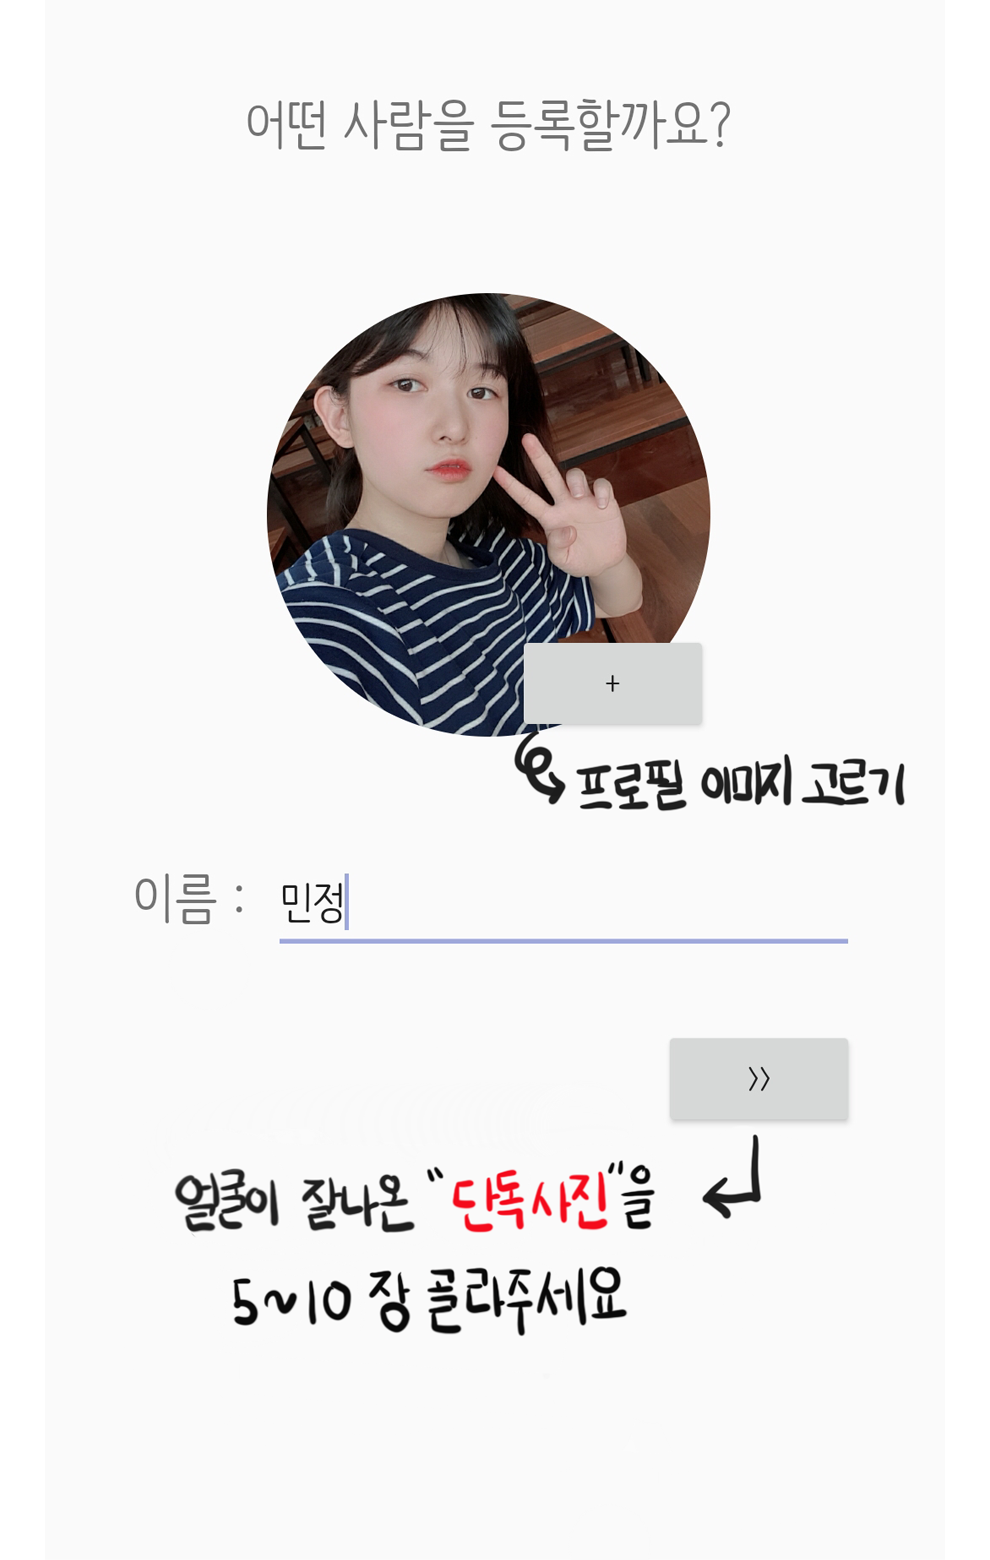 어떤 사람을 등록할까요?
+
프로필 이미지 고르기
이름 : 민정
>>
얼굴이 잘나온 "단독사진"을
5~10 장 골라주세요